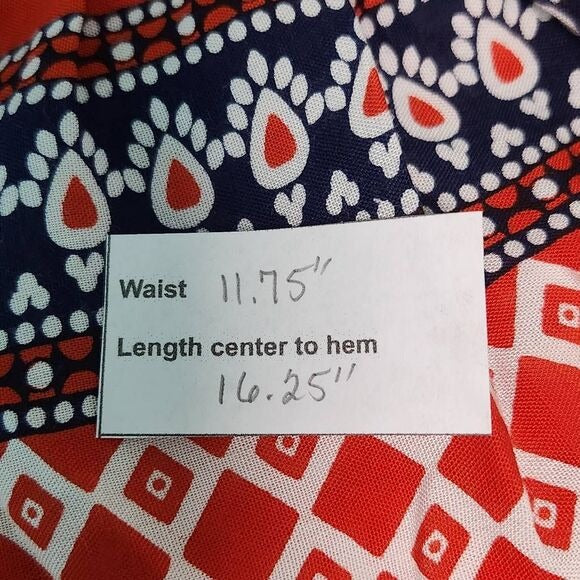 Waist 11.75"
Length center to hem
16.25"